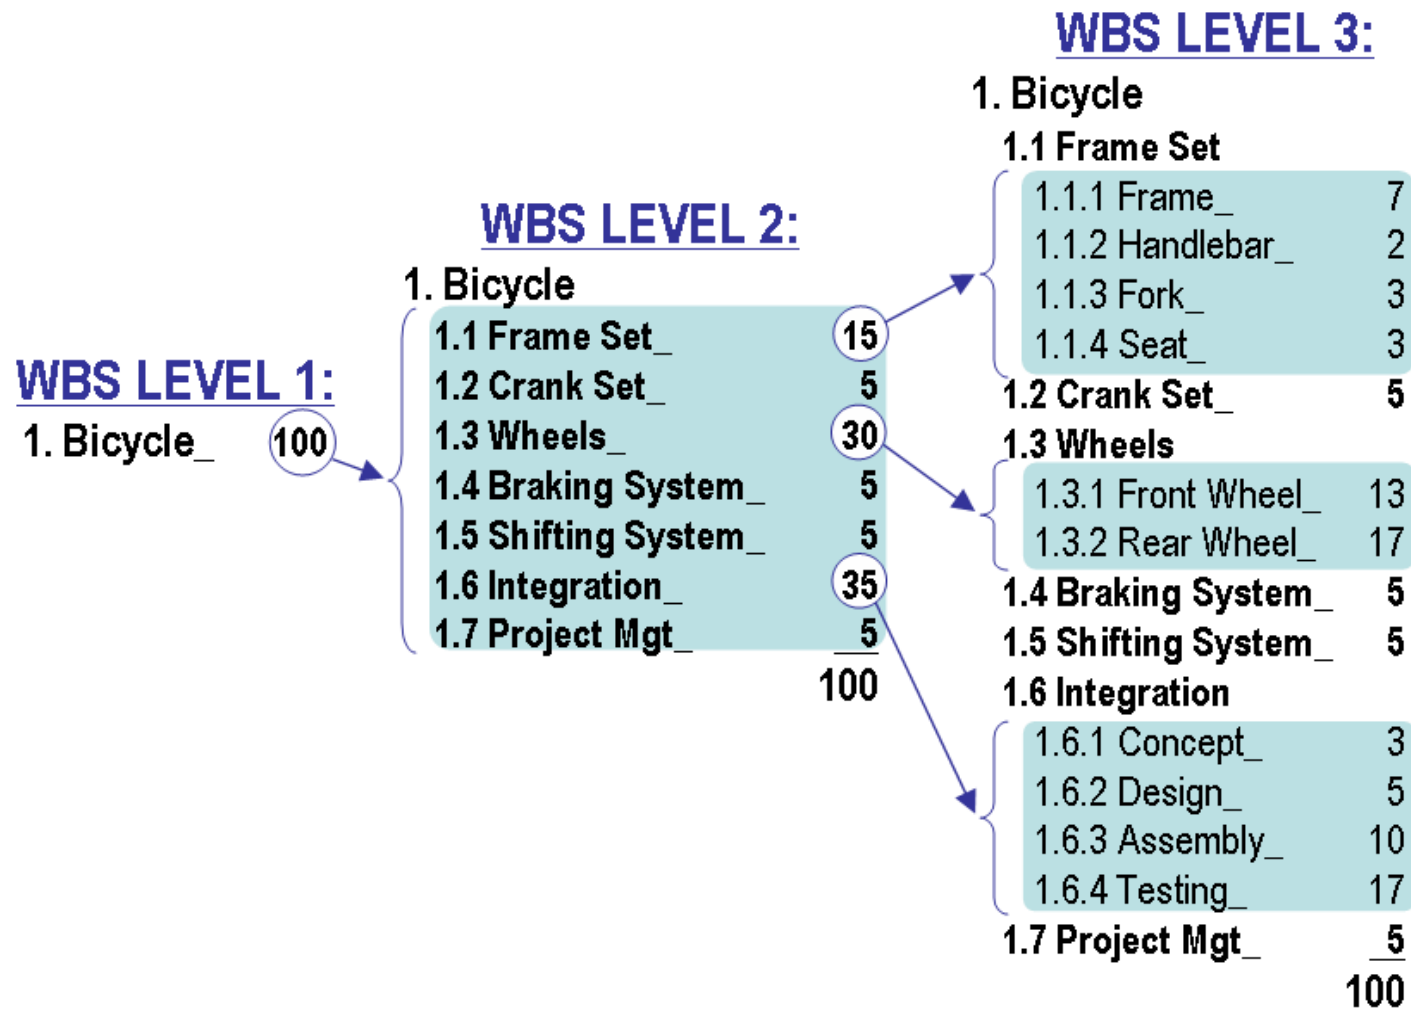 WBS LEVEL 1:
1. Bicycle_ 100
WBS LEVEL 2:
1. Bicycle
1.1 Frame Set_ 15
1.2 Crank Set_ 5
1.3 Wheels_ 30
1.4 Braking System_ 5
1.5 Shifting System_ 5
1.6 Integration_ 35
1.7 Project Mgt_ 5
100
WBS LEVEL 3:
1. Bicycle
1.1 Frame Set
1.1.1 Frame_ 7
1.1.2 Handlebar_ 2
1.1.3 Fork_ 3
1.1.4 Seat_ 3
1.2 Crank Set_ 5
1.3 Wheels
1.3.1 Front Wheel_ 13
1.3.2 Rear Wheel_ 17
1.4 Braking System_ 5
1.5 Shifting System_ 5
1.6 Integration
1.6.1 Concept_ 3
1.6.2 Design_ 5
1.6.3 Assembly_ 10
1.6.4 Testing_ 17
1.7 Project Mgt_ 5
100